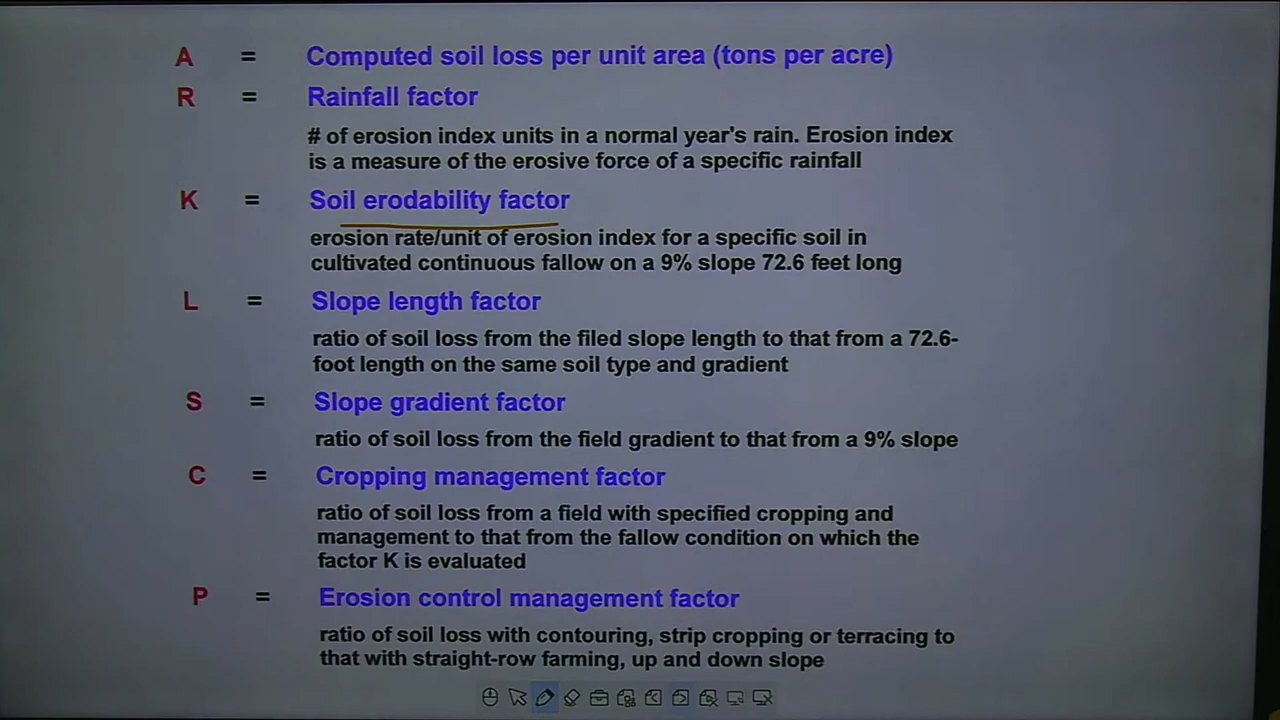 A = Computed soil loss per unit area (tons per acre)
R = Rainfall factor
# of erosion index units in a normal year's rain. Erosion index
is a measure of the erosive force of a specific rainfall
K = Soil erodability factor
erosion rate/unit of erosion index for a specific soil in
cultivated continuous fallow on a 9% slope 72.6 feet long
L = Slope length factor
ratio of soil loss from the filed slope length to that from a 72.6-
foot length on the same soil type and gradient
S = Slope gradient factor
ratio of soil loss from the field gradient to that from a 9% slope
C = Cropping management factor
ratio of soil loss from a field with specified cropping and
management to that from the fallow condition on which the
factor K is evaluated
P = Erosion control management factor
ratio of soil loss with contouring, strip cropping or terracing to
that with straight-row farming, up and down slope